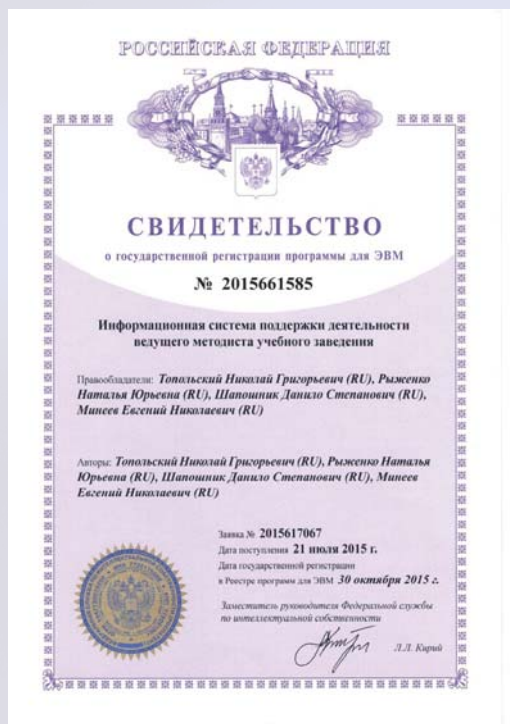 РОССИЙСКАЯ ФЕДЕРАЦИЯ
СВИДЕТЕЛЬСТВО
о государственной регистрации программы для ЭВМ
№ 2015661585
Информационная система поддержки деятельности
ведущего методиста учебного заведения
Правообладатели: Топольский Николай Григорьевич (RU), Рыженко
Наталья Юрьевна (RU), Шапошник Данило Степанович (RU),
Минеев Евгений Николаевич (RU)
Авторы: Топольский Николай Григорьевич (RU), Рыженко Наталья
Юрьевна (RU), Шапошник Данило Степанович (RU), Минеев
Евгений Николаевич (RU)
Заявка № 2015617067
Дата поступления 21 июля 2015 г.
Дата государственной регистрации
в Реестре программ для ЭВМ 30 октября 2015 г.
Заместитель руководителя Федеральной службы
по интеллектуальной собственности
Л.Л. Кирий